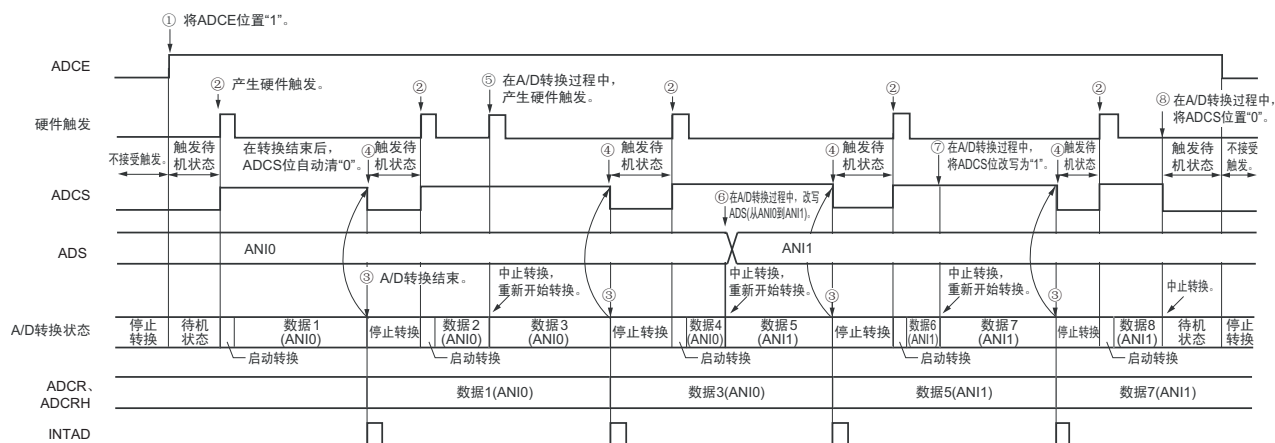 ① 将ADCE位置“1”。
ADCE
② 产生硬件触发。
②
⑤ 在A/D转换过程中，
产生硬件触发。
②
②
②
⑧ 在A/D转换过程中，
将ADCS位置“0”。
硬件触发
不接受触发。
触发待
机状态
在转换结束后，
ADCS位自动清“0”。
④ 触发待
机状态
④ 触发待
机状态
④ 触发待
机状态
⑦ 在A/D转换过程中，
将ADCS位改写为“1”。
④ 触发待
机状态
触发待
机状态
不接受
触发。
ADCS
⑥ 在A/D转换过程中，改写
ADS(从ANI0到ANI1)。
ADS
ANI0
ANI1
③ A/D转换结束。
中止转换，
重新开始转换。
③
中止转换，
重新开始转换。
③
中止转换，
重新开始转换。
③
中止转换。
A/D转换状态
停止
转换
待机
状态
数据1
(ANI0)
停止转换
数据2
(ANI0)
数据3
(ANI0)
停止转换
数据4
(ANI0)
数据5
(ANI1)
停止转换
数据6
(ANI1)
数据7
(ANI1)
停止转换
数据8
(ANI1)
待机
状态
停止
转换
启动转换
启动转换
启动转换
启动转换
启动转换
ADCR、
ADCRH
数据1(ANI0)
数据3(ANI0)
数据5(ANI1)
数据7(ANI1)
INTAD